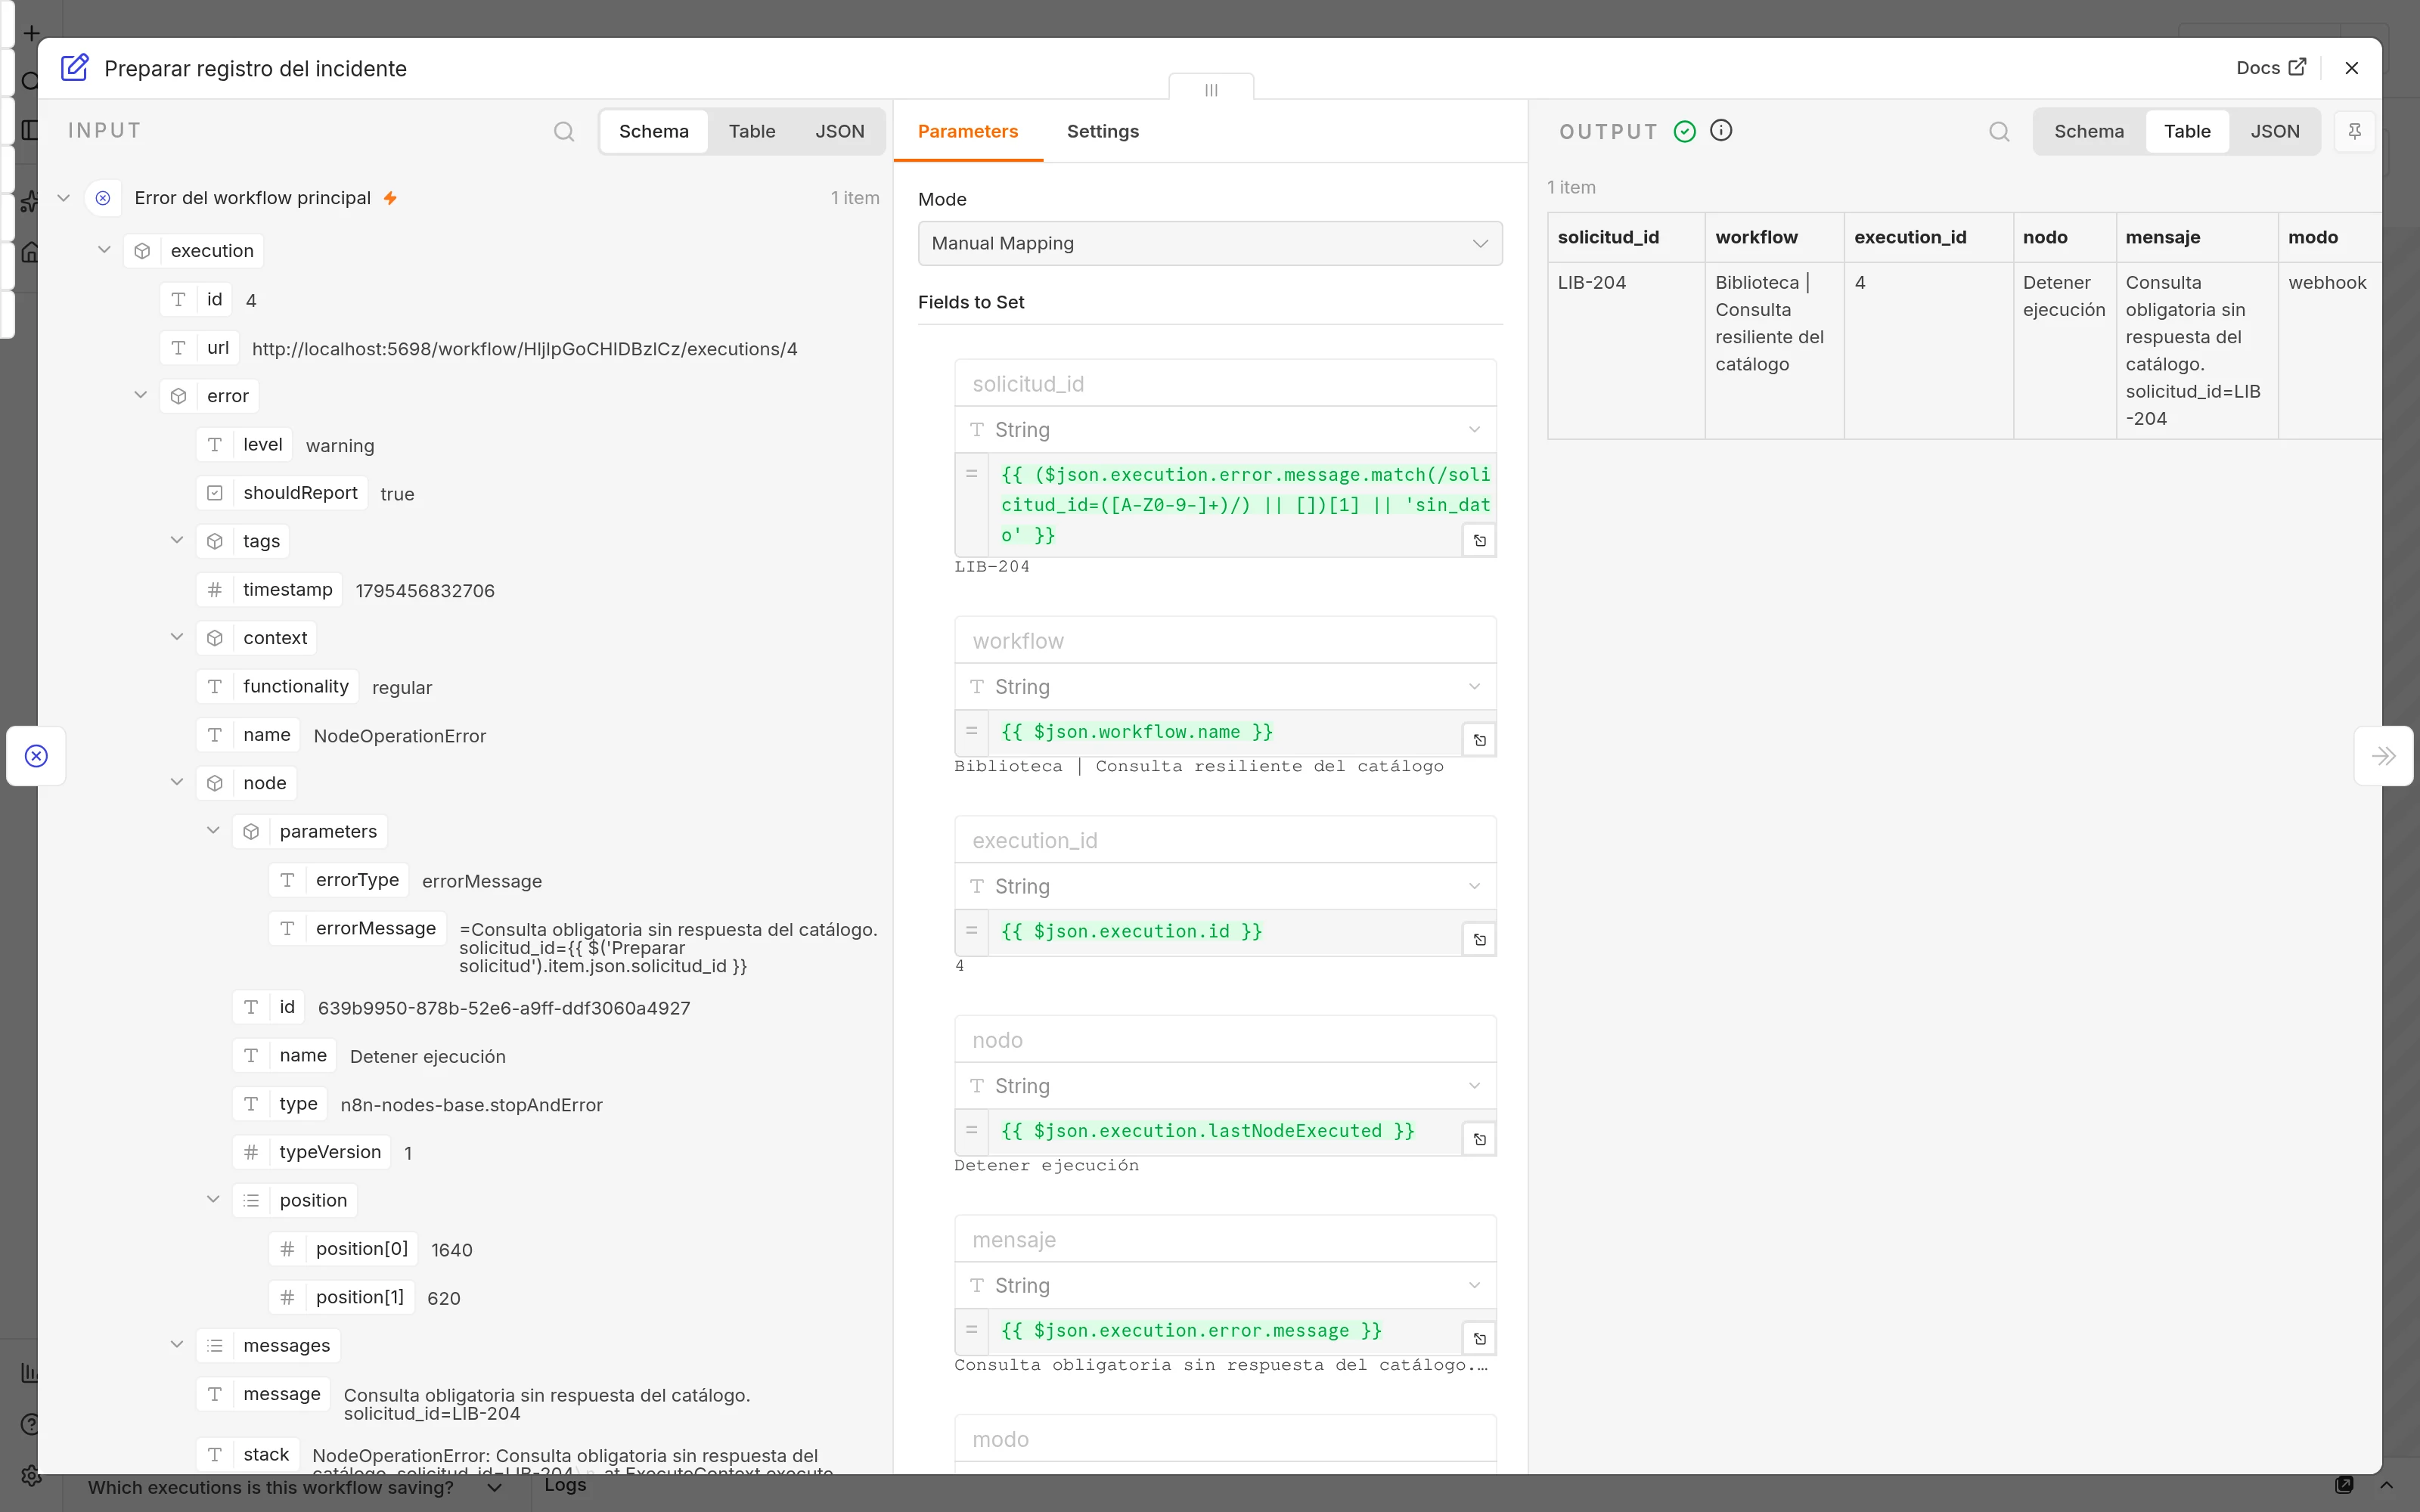 Preparar registro del incidente
Docs
INPUT
Schema
Table
JSON
Error del workflow principal
1 item
execution
id
4
url
http://localhost:5698/workflow/HljIpGoCHIDBzlCz/executions/4
error
level
warning
shouldReport
true
tags
timestamp
1795456832706
context
functionality
regular
name
NodeOperationError
node
parameters
errorType
errorMessage
errorMessage
=Consulta obligatoria sin respuesta del catálogo.
solicitud_id={{ $('Preparar
solicitud').item.json.solicitud_id }}
id
639b9950-878b-52e6-a9ff-ddf3060a4927
name
Detener ejecución
type
n8n-nodes-base.stopAndError
typeVersion
1
position
position[0]
1640
position[1]
620
messages
message
Consulta obligatoria sin respuesta del catálogo.
solicitud_id=LIB-204
stack
NodeOperationError: Consulta obligatoria sin respuesta del
catálogo. solicitud_id=LIB-204\n at ExecuteContext.execute
Parameters
Settings
Mode
Manual Mapping
Fields to Set
solicitud_id
String
= {{ ($json.execution.error.message.match(/soli
citud_id=([A-Z0-9-]+)/) || [])[1] || 'sin_dat
o' }}
LIB-204
workflow
String
= {{ $json.workflow.name }}
Biblioteca | Consulta resiliente del catálogo
execution_id
String
= {{ $json.execution.id }}
4
nodo
String
= {{ $json.execution.lastNodeExecuted }}
Detener ejecución
mensaje
String
= {{ $json.execution.error.message }}
Consulta obligatoria sin respuesta del catálogo.…
modo
OUTPUT
Schema
Table
JSON
1 item
solicitud_id
workflow
execution_id
nodo
mensaje
modo
LIB-204
Biblioteca |
Consulta
resiliente del
catálogo
4
Detener
ejecución
Consulta
obligatoria sin
respuesta del
catálogo.
solicitud_id=LIB
-204
webhook
Which executions is this workflow saving?
Logs